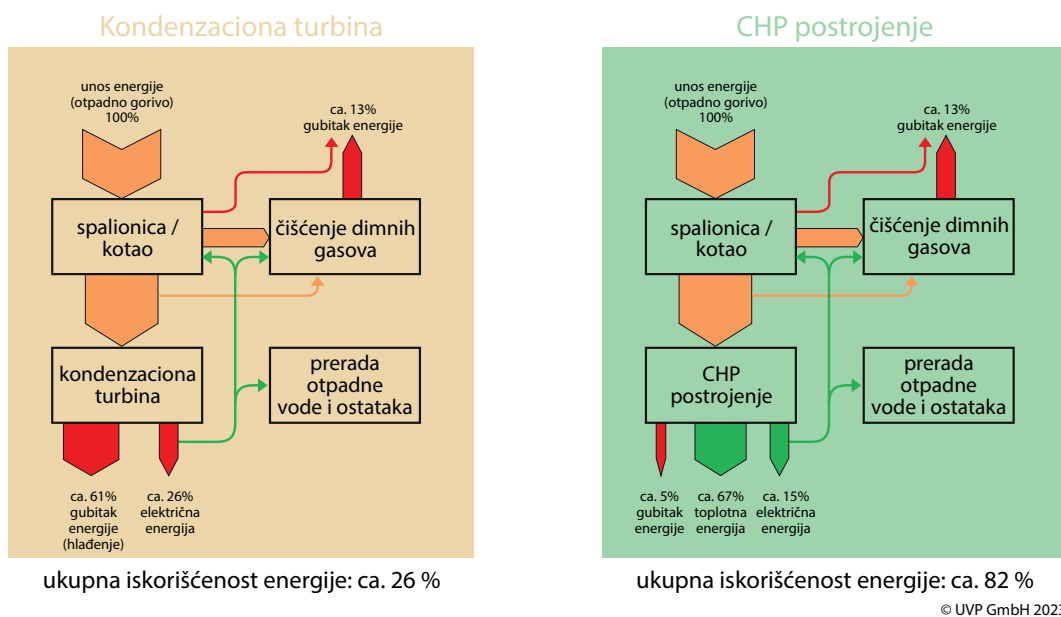 Kondenzaciona turbina
unos energije
(otpadno gorivo)
100%
ca. 13%
gubitak energije
spalionica /
kotao
čišćenje dimnih
gasova
kondenzaciona
turbina
prerada
otpadne
vode i ostataka
ca. 61%
gubitak
energije
(hlađenje)
ca. 26%
električna
energija
ukupna iskorišćenost energije: ca. 26 %
CHP postrojenje
unos energije
(otpadno gorivo)
100%
ca. 13%
gubitak energije
spalionica /
kotao
čišćenje dimnih
gasova
CHP
postrojenje
prerada
otpadne
vode i ostataka
ca. 5%
gubitak
energije
ca. 67%
toplotna
energija
ca. 15%
električna
energija
ukupna iskorišćenost energije: ca. 82 %
© UVP GmbH 2023